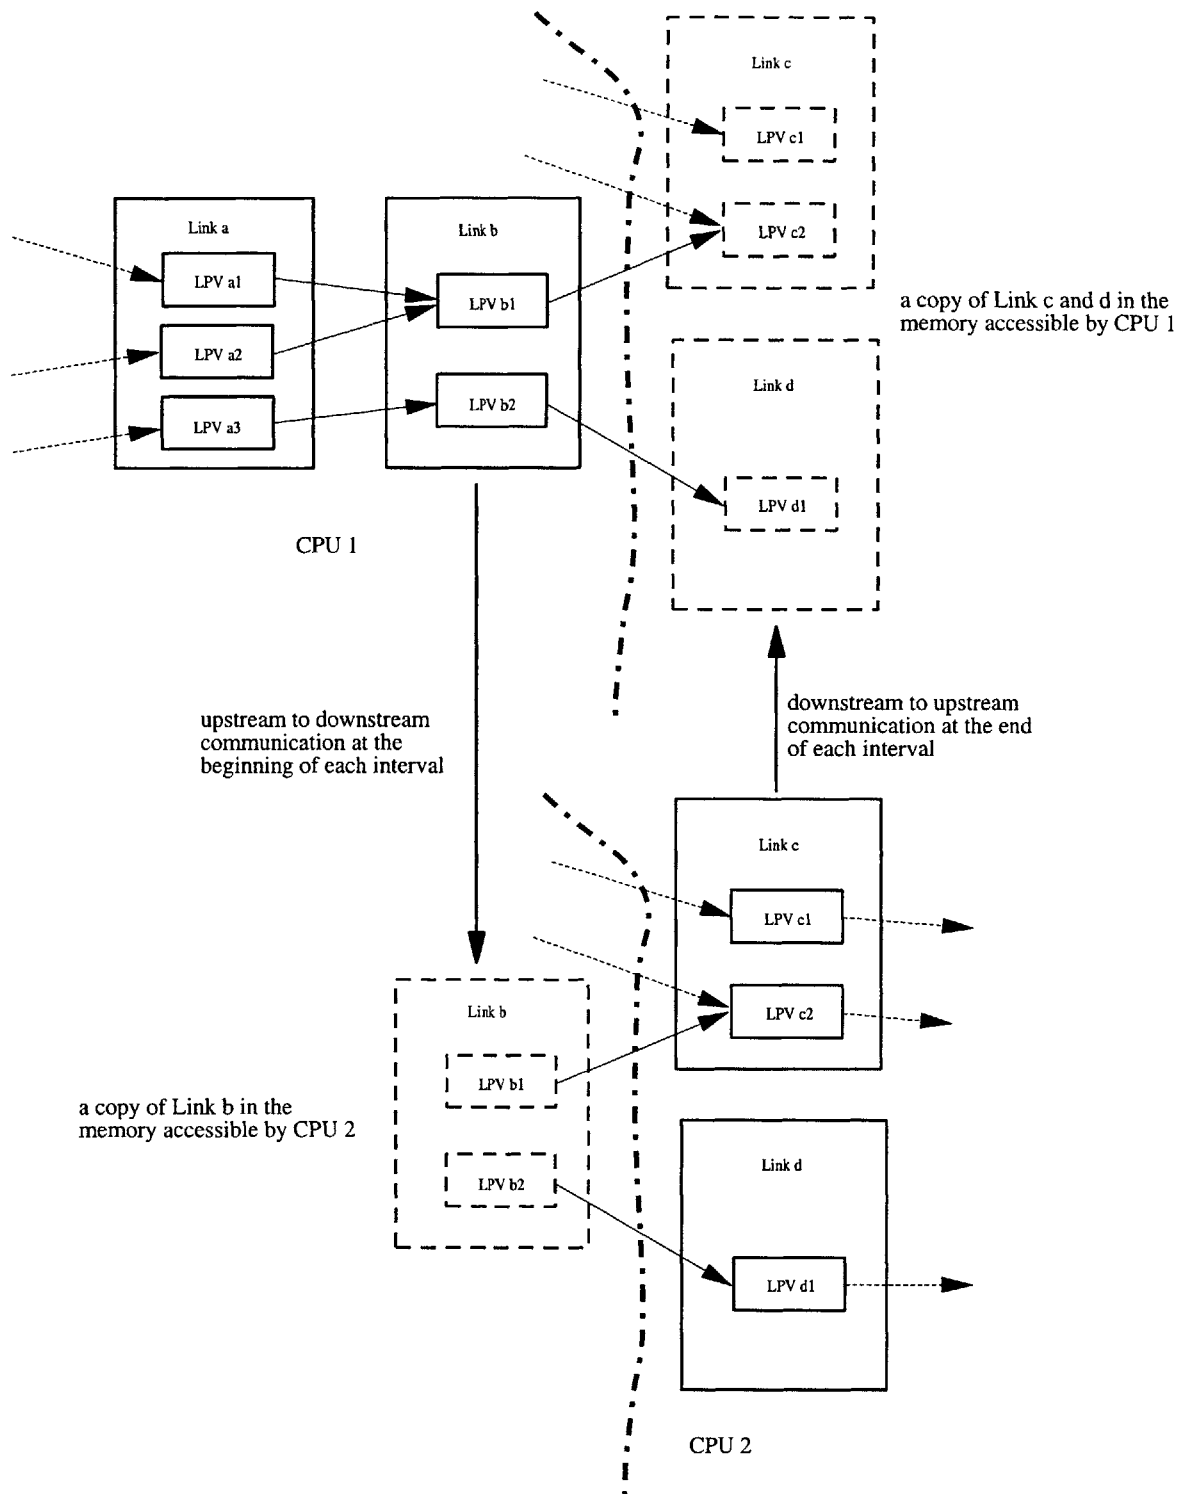 Link c
LPV c1
LPV c2
Link a
LPV a1
LPV a2
LPV a3
Link b
LPV b1
LPV b2
a copy of Link c and d in the
memory accessible by CPU 1
Link d
LPV d1
CPU 1
upstream to downstream
communication at the
beginning of each interval
downstream to upstream
communication at the end
of each interval
Link c
LPV c1
LPV c2
Link b
LPV b1
LPV b2
a copy of Link b in the
memory accessible by CPU 2
Link d
LPV d1
CPU 2